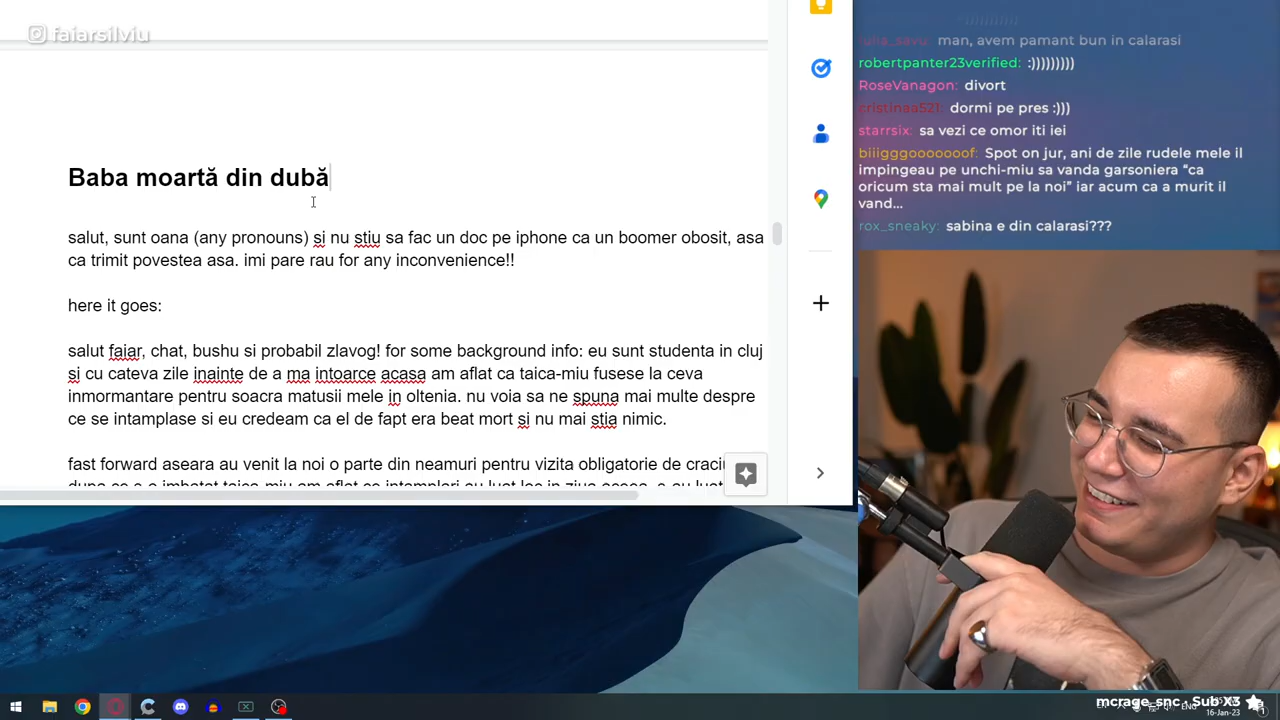 faiarsilviu
Baba moartă din dubă
salut, sunt oana (any pronouns) si nu stiu sa fac un doc pe iphone ca un boomer obosit, asa
ca trimit povestea asa. imi pare rau for any inconvenience!!
here it goes:
salut faiar, chat, bushu si probabil zlavog! for some background info: eu sunt studenta in cluj
si cu cateva zile inainte de a ma intoarce acasa am aflat ca taica-miu fusese la ceva
inmormantare pentru soacra matusii mele in oltenia. nu voia sa ne spuna mai multe despre
ce se intamplase si eu credeam ca el de fapt era beat mort si nu mai stia nimic.
fast forward aseara au venit la noi o parte din neamuri pentru vizita obligatorie de craci
man, avem pamant bun in calarasi
robertpanter23verified: :)))))))))
RoseVanagon: divort
cristinaa521: dormi pe pres :)))
starrsix: sa vezi ce omor iti iei
biiigggooooooof: Spot on jur, ani de zile rudele mele il
împingeau pe unchi-miu sa vanda garsoniera “ca
oricum sta mai mult pe la noi” iar acum ca a murit il
vand...
rox_sneaky: sabina e din calarasi???
mcrage_snc - Sub X3
ENG
16-Jan-23